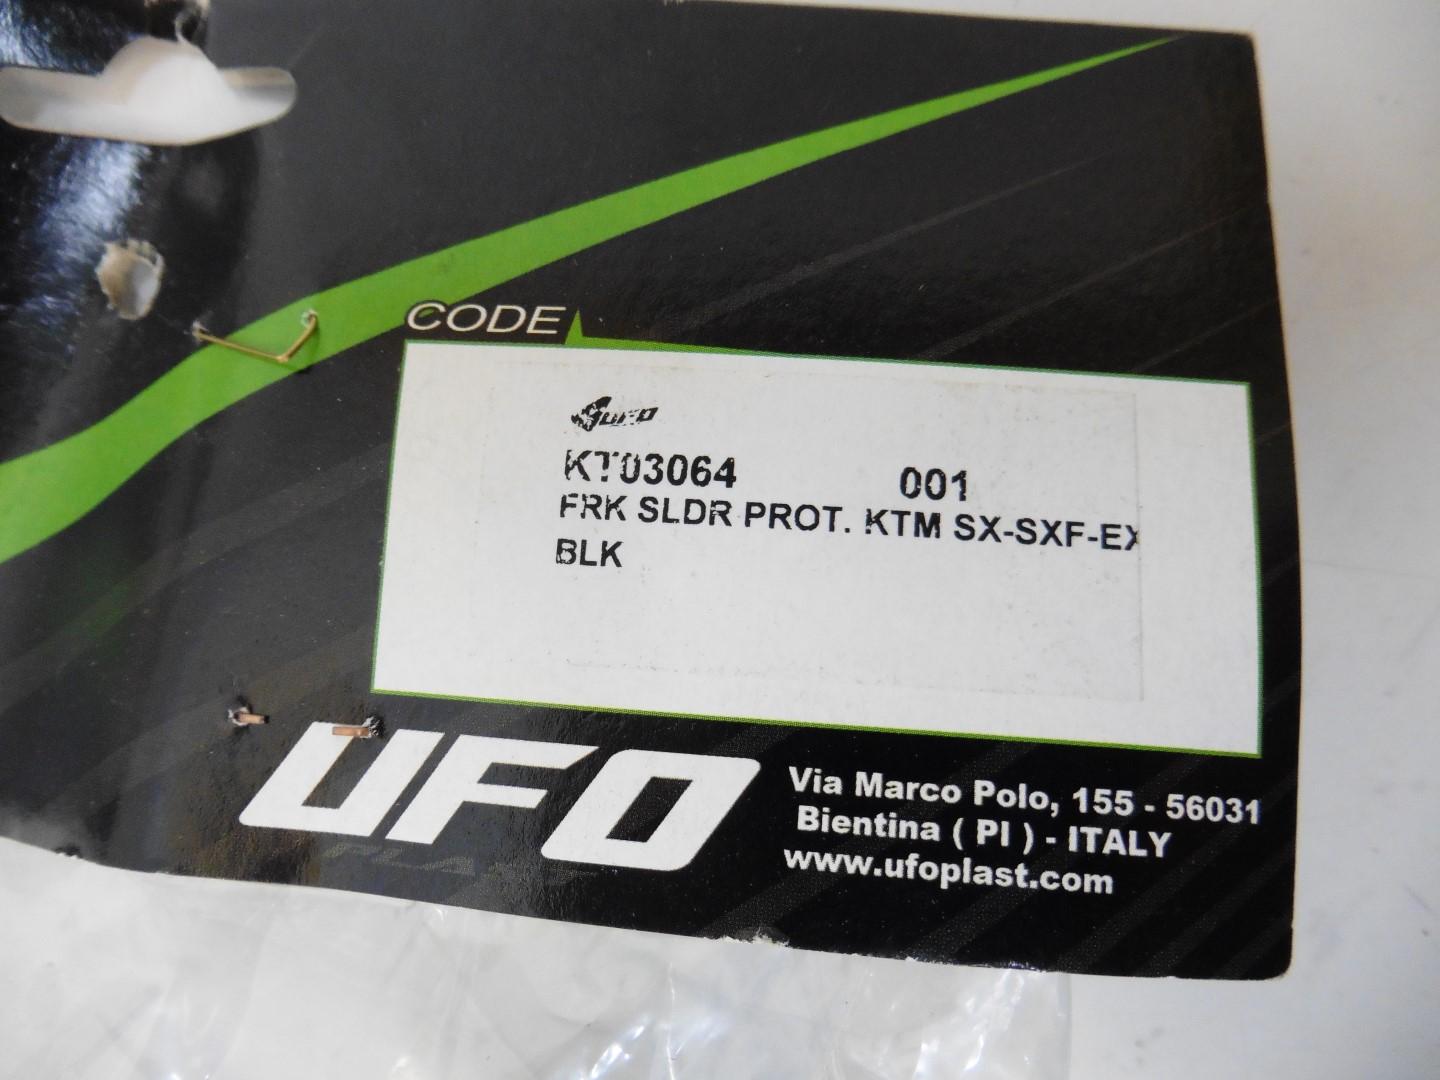 CODE
UFO
KT03064 001
FRK SLDR PROT. KTM SX-SXF-EX
BLK
UFO
Via Marco Polo, 155 - 56031
Bientina ( PI ) - ITALY
www.ufoplast.com